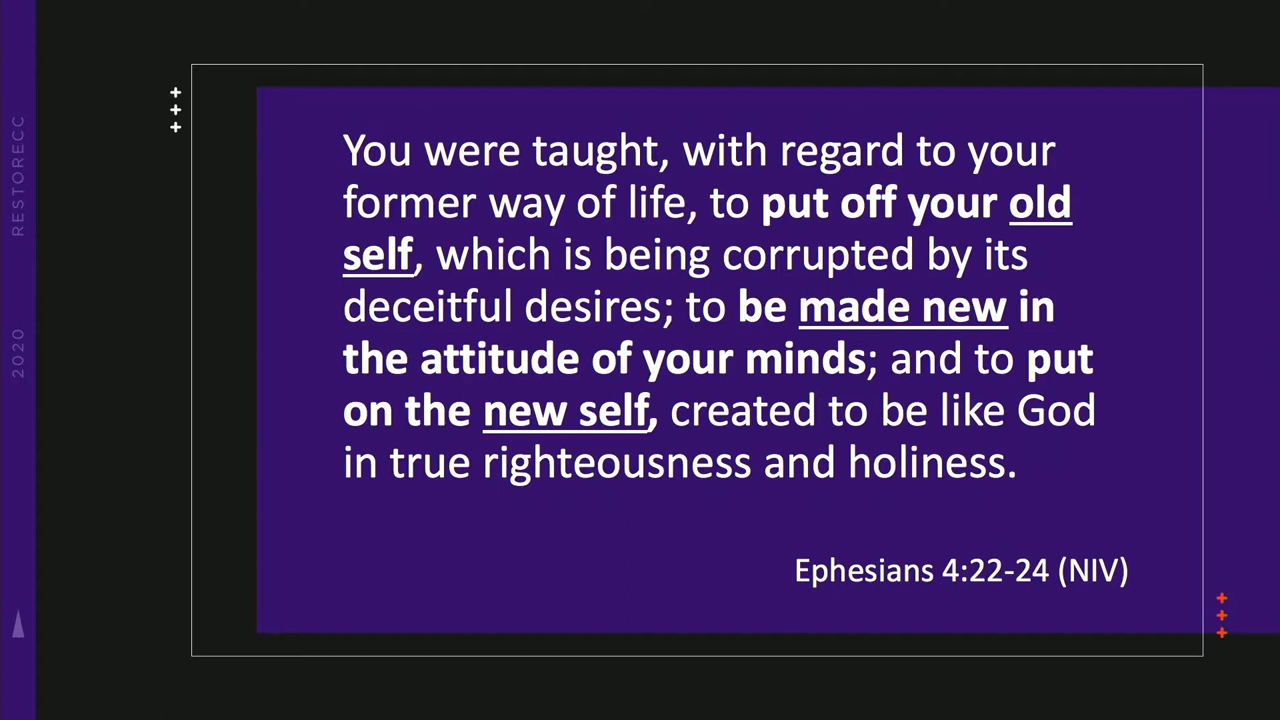 You were taught, with regard to your
former way of life, to put off your old
self, which is being corrupted by its
deceitful desires; to be made new in
the attitude of your minds; and to put
on the new self, created to be like God
in true righteousness and holiness.
Ephesians 4:22-24 (NIV)
RESTORECC
2020